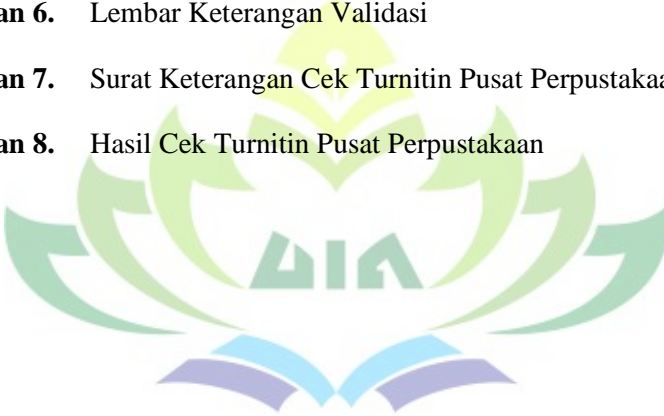 an 6. Lembar Keterangan Validasi
an 7. Surat Keterangan Cek Turnitin Pusat Perpustakaa
an 8. Hasil Cek Turnitin Pusat Perpustakaan
UIN